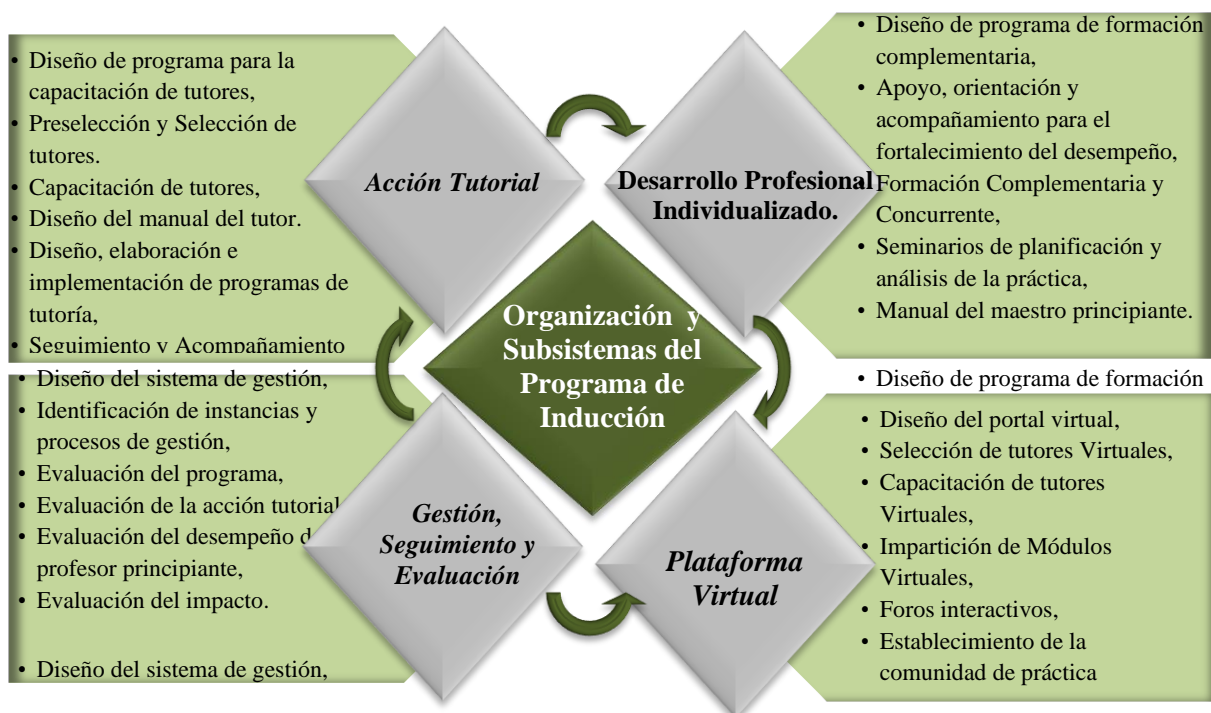 • Diseño de programa para la
capacitación de tutores,
• Preselección y Selección de
tutores.
• Capacitación de tutores,
• Diseño del manual del tutor.
• Diseño, elaboración e
implementación de programas de
tutoría,
• Seguimiento y Acompañamiento
Acción Tutorial
Desarrollo Profesional
Individualizado.
• Diseño de programa de formación
complementaria,
• Apoyo, orientación y
acompañamiento para el
fortalecimiento del desempeño,
Formación Complementaria y
Concurrente,
• Seminarios de planificación y
análisis de la práctica,
• Manual del maestro principiante.
Organización y
Subsistemas del
Programa de
Inducción
• Diseño del sistema de gestión,
• Identificación de instancias y
procesos de gestión,
• Evaluación del programa,
• Evaluación de la acción tutorial
• Evaluación del desempeño d
profesor principiante,
• Evaluación del impacto.
• Diseño del sistema de gestión,
Gestión,
Seguimiento y
Evaluación
Plataforma
Virtual
• Diseño de programa de formación
• Diseño del portal virtual,
• Selección de tutores Virtuales,
• Capacitación de tutores
Virtuales,
• Impartición de Módulos
Virtuales,
• Foros interactivos,
• Establecimiento de la
comunidad de práctica